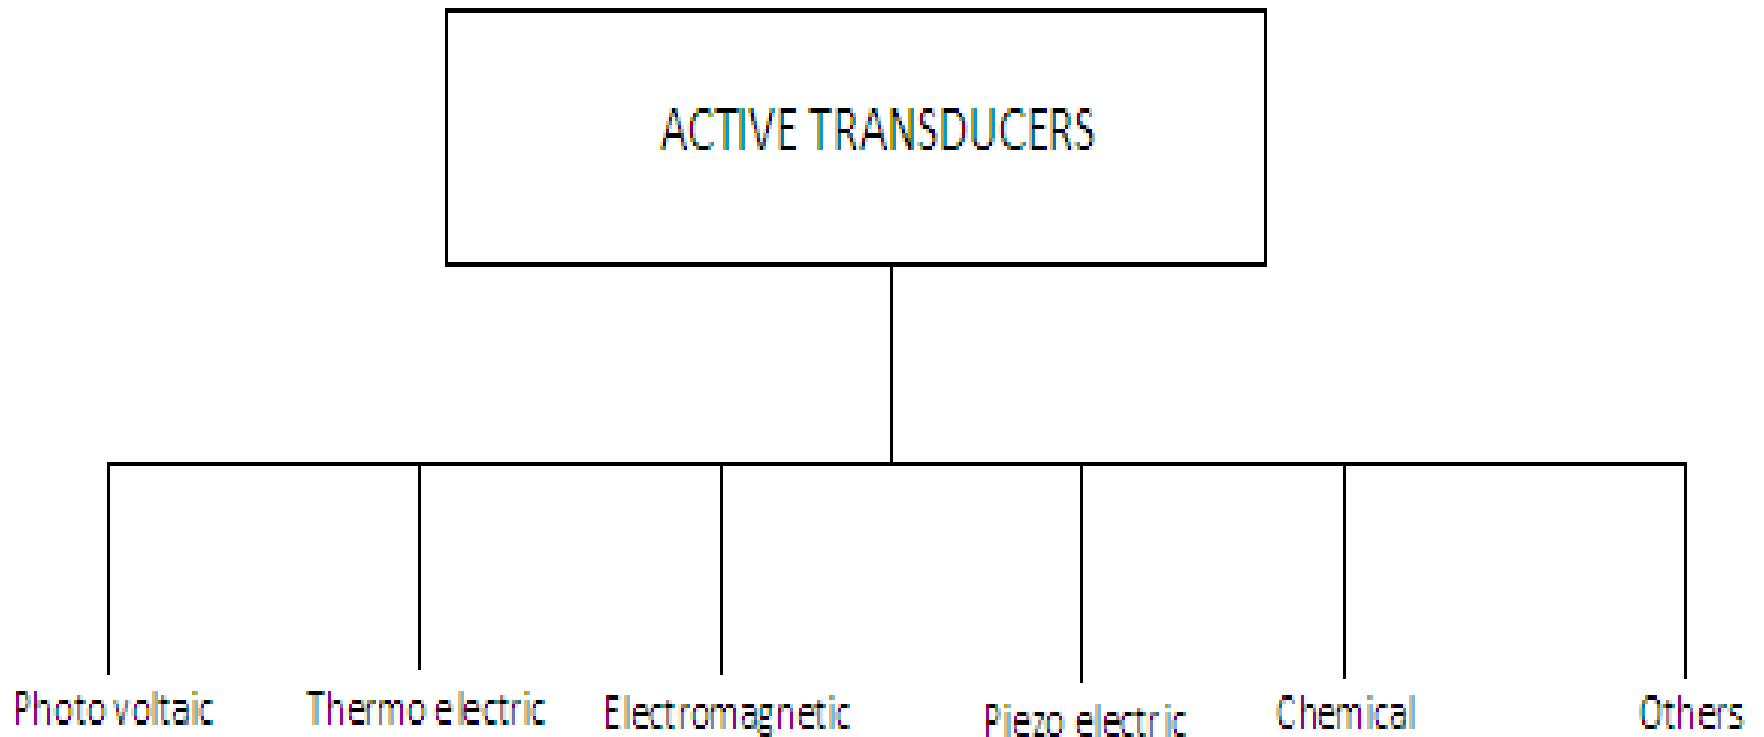 ACTIVE TRANSDUCERS
Photo voltaic
Thermo electric
Electromagnetic
Piezo electric
Chemical
Others